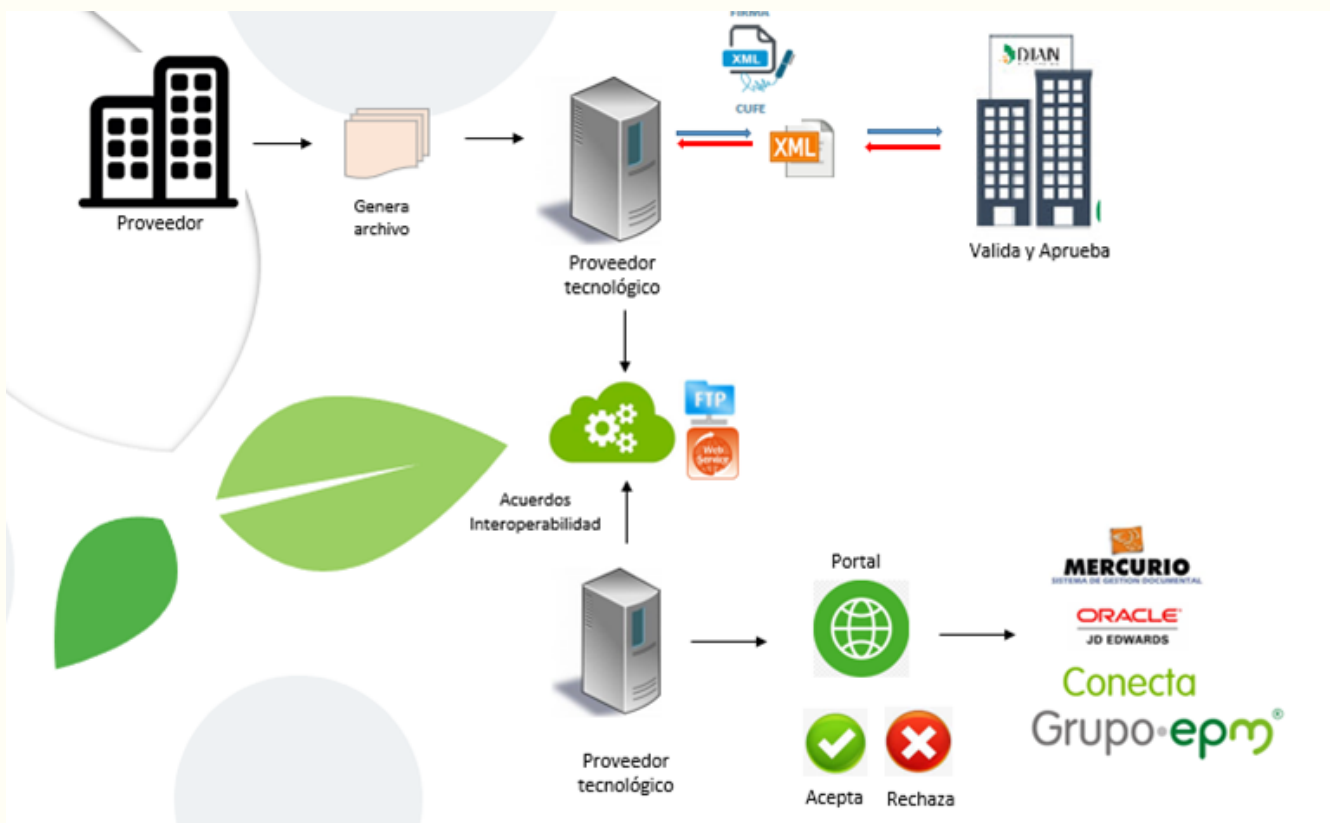 FIRMA
XML
CUFE
DIAN
XML
Proveedor
Genera
archivo
Proveedor
tecnológico
Valida y Aprueba
FTP
Web
Service
Acuerdos
Interoperabilidad
Portal
MERCURIO
SISTEMA DE GESTION DOCUMENTAL
ORACLE
JD EDWARDS
Conecta
Grupo epm®
Proveedor
tecnológico
Acepta
Rechaza